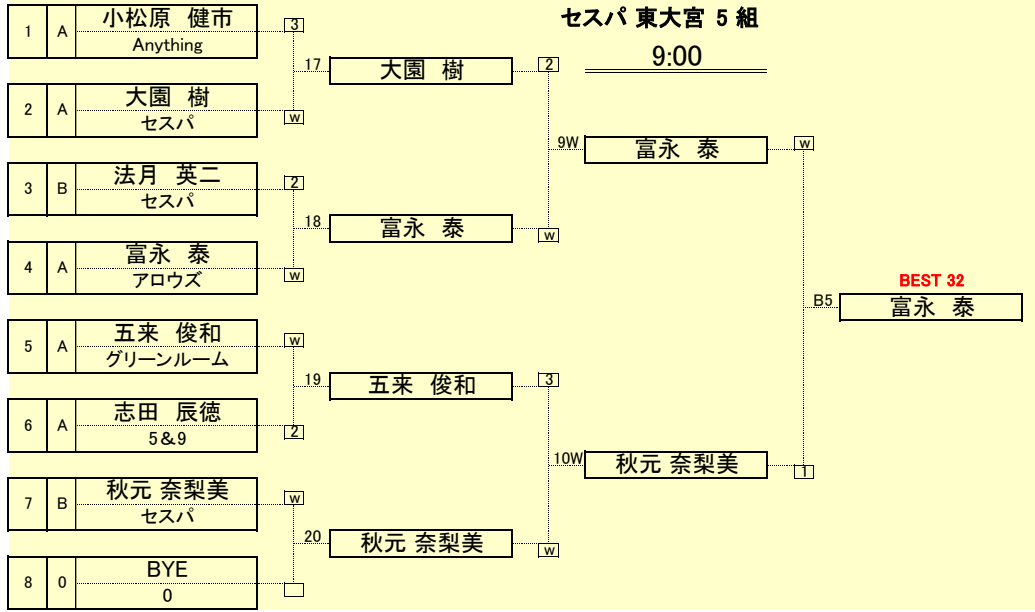 セスパ 東大宮 5 組
9:00
1 A 小松原 健市 3
Anything
17 大園 樹 2
2 A 大園 樹
セスパ w
9W 富永 泰 w
3 B 法月 英二 2
セスパ
18 富永 泰 w
4 A 富永 泰
アロウズ w
BEST 32
B5 富永 泰
5 A 五来 俊和 w
グリーンルーム
19 五来 俊和 3
6 A 志田 辰徳
5&9 2
10W 秋元 奈梨美 1
7 B 秋元 奈梨美 w
セスパ
20 秋元 奈梨美 w
8 0 BYE
0